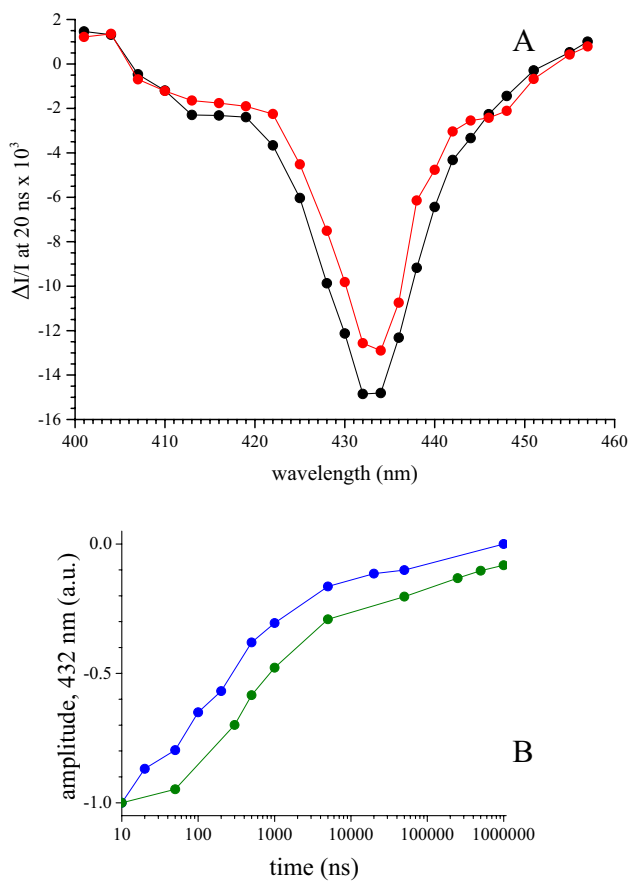 A
ΔI/I at 20 ns x 10³
2
0
-2
-4
-6
-8
-10
-12
-14
-16
400 410 420 430 440 450 460
wavelength (nm)
B
amplitude, 432 nm (a.u.)
0.0
-0.5
-1.0
10 100 1000 10000 100000 1000000
time (ns)